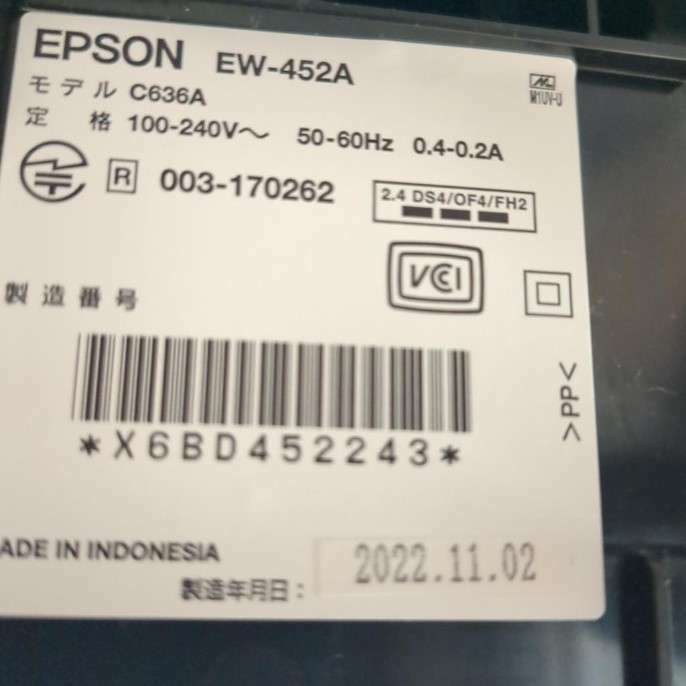 EPSON EW-452A
モデル C636A
定格 100-240V～ 50-60Hz 0.4-0.2A
M1UV-U
R 003-170262
2.4 DS4/OF4/FH2
VCCI
製造番号
>PP<
*X6BD452243*
ADE IN INDONESIA
製造年月日： 2022.11.02